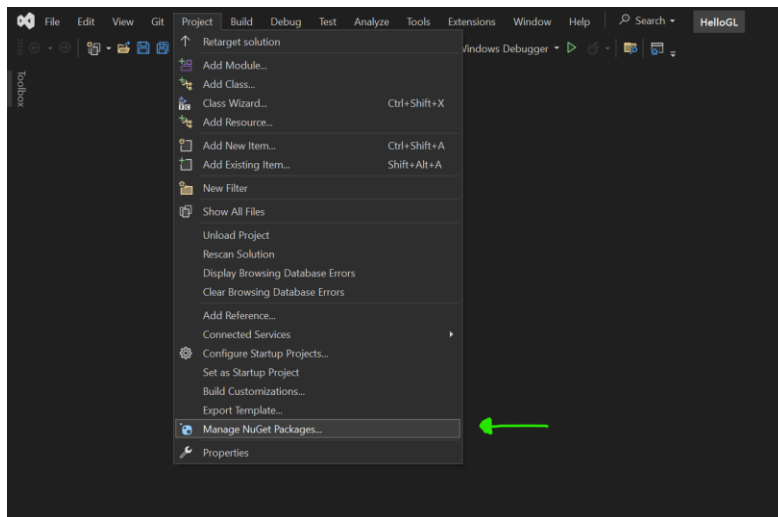 File Edit View Git Project Build Debug Test Analyze Tools Extensions Window Help Search HelloGL
Retarget solution
Windows Debugger
Add Module...
Toolbox
Add Class...
Class Wizard... Ctrl+Shift+X
Add Resource...
Add New Item... Ctrl+Shift+A
Add Existing Item... Shift+Alt+A
New Filter
Show All Files
Unload Project
Rescan Solution
Display Browsing Database Errors
Clear Browsing Database Errors
Add Reference...
Connected Services
Configure Startup Projects...
Set as Startup Project
Build Customizations...
Export Template...
Manage NuGet Packages...
Properties